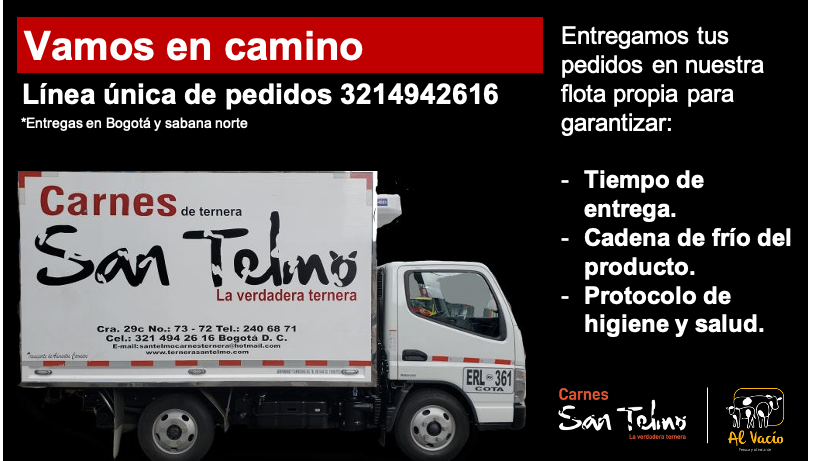 Vamos en camino
Línea única de pedidos 3214942616
*Entregas en Bogotá y sabana norte
Carnes de ternera
San Telmo
La verdadera ternera
Cra. 29c No.: 73 - 72 Tel.: 240 68 71
Cel.: 321 494 26 16 Bogotá D. C.
E-mail:santelmocarnesternera@hotmail.com
www.ternerasantelmo.com
ERL 361
COTA
Entregamos tus
pedidos en nuestra
flota propia para
garantizar:
- Tiempo de
entrega.
- Cadena de frío del
producto.
- Protocolo de
higiene y salud.
Carnes
San Telmo
La verdadera ternera
Al Vacío